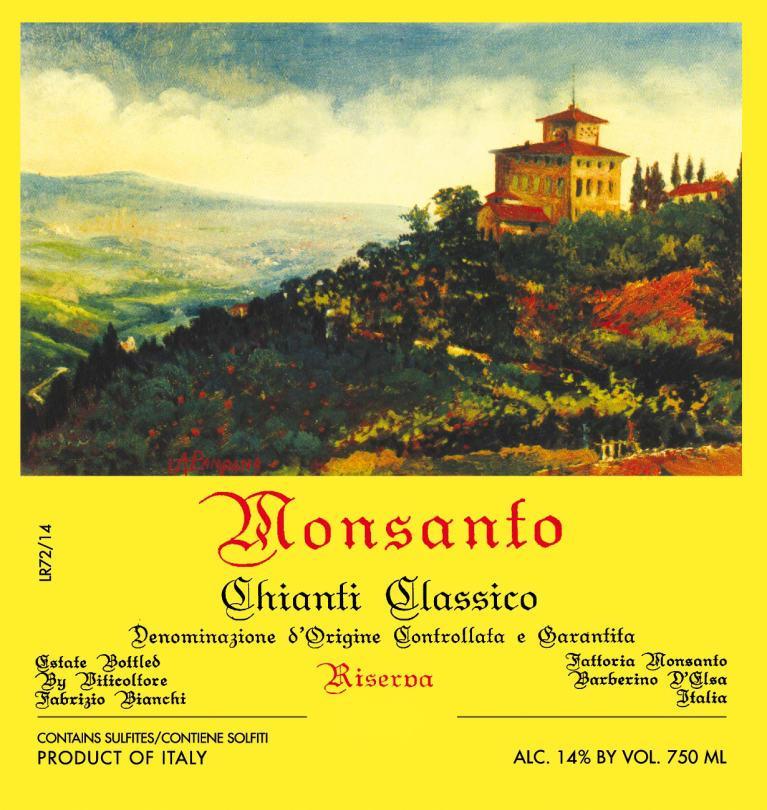 Monsanto
LR72/14
Chianti Classico
Denominazione d'Origine Controllata e Garantita
Estate Bottled
By Viticoltore
Fabrizio Bianchi
Riserva
Fattoria Monsanto
Barberino D'Elsa
Italia
CONTAINS SULFITES/CONTIENE SOLFITI
PRODUCT OF ITALY
ALC. 14% BY VOL. 750 ML